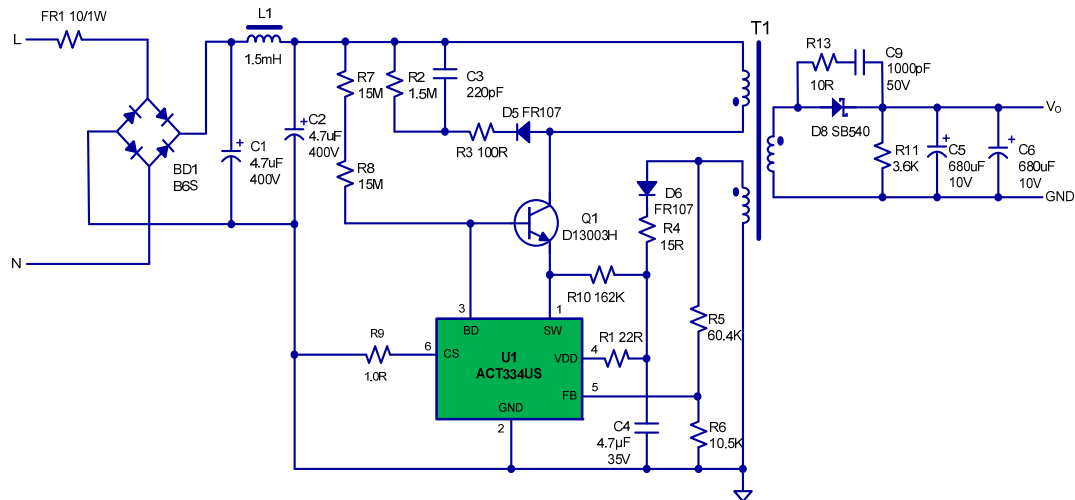 FR1 10/1W
L
L1
1.5mH
T1
R13
10R
C9
1000pF
50V
R7
15M
R2
1.5M
C3
220pF
D5 FR107
R3 100R
C2
4.7uF
400V
+
C1
4.7uF
400V
+
BD1
B6S
R8
15M
D8 SB540
VO
R11
3.6K
C5
680uF
10V
+
C6
680uF
10V
+
GND
D6
FR107
R4
15R
Q1
D13003H
N
R10 162K
3
1
BD
SW
R9
1.0R
6
CS
U1
ACT334US
VDD
4
R1 22R
R5
60.4K
FB
5
GND
2
C4
4.7μF
35V
R6
10.5K